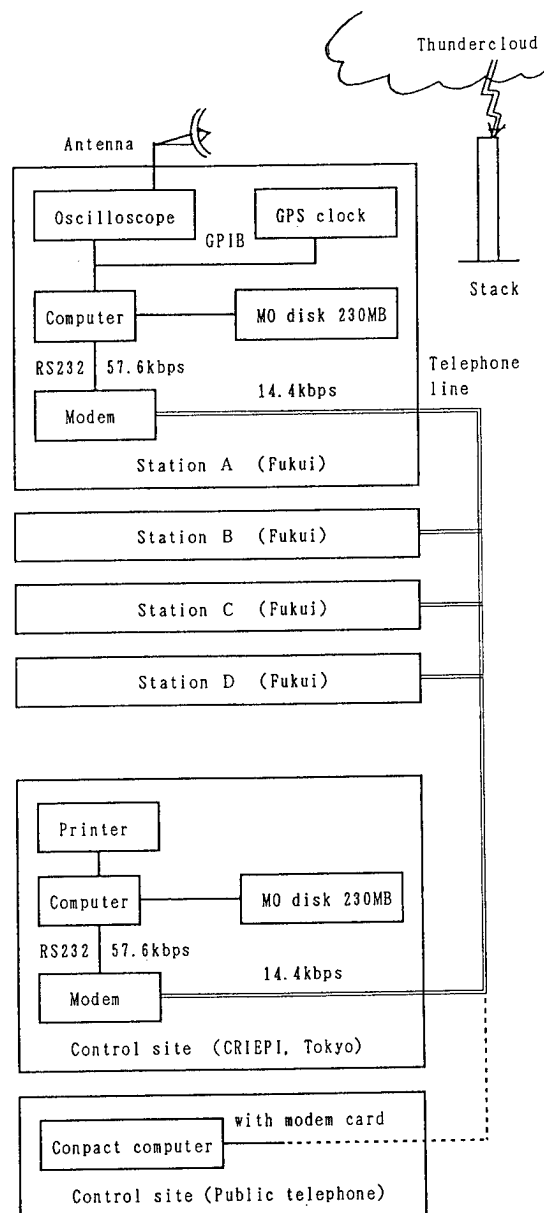 Thundercloud
Antenna
Oscilloscope
GPS clock
GPIB
Stack
Computer
MO disk 230MB
RS232
57.6kbps
Telephone
line
14.4kbps
Modem
Station A (Fukui)
Station B (Fukui)
Station C (Fukui)
Station D (Fukui)
Printer
Computer
MO disk 230MB
RS232
57.6kbps
14.4kbps
Modem
Control site (CRIEPI, Tokyo)
with modem card
Conpact computer
Control site (Public telephone)